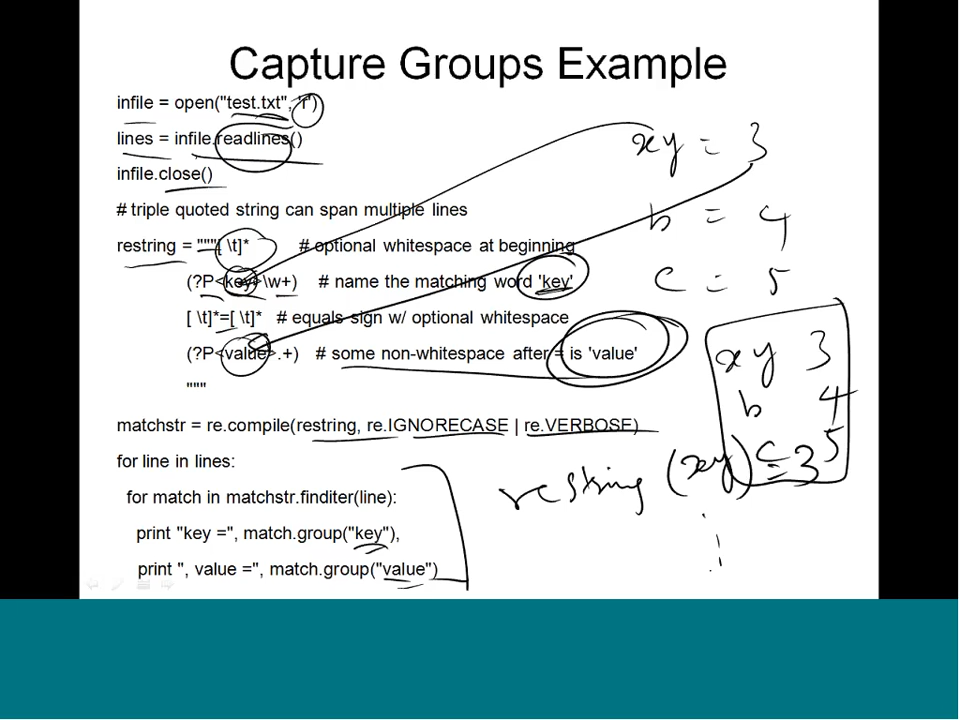 Capture Groups Example
infile = open("test.txt", 'r')
lines = infile.readlines()
infile.close()
# triple quoted string can span multiple lines
restring = """[ \t]* # optional whitespace at beginning
(?P<key>\w+) # name the matching word 'key'
[ \t]*=[ \t]* # equals sign w/ optional whitespace
(?P<value>.+) # some non-whitespace after = is 'value'
"""
matchstr = re.compile(restring, re.IGNORECASE | re.VERBOSE)
for line in lines:
for match in matchstr.finditer(line):
print "key =", match.group("key"),
print ", value =", match.group("value")
xy = 3
b = 4
c = 5
xy 3
b 4
c 5
restring (xy) = 3